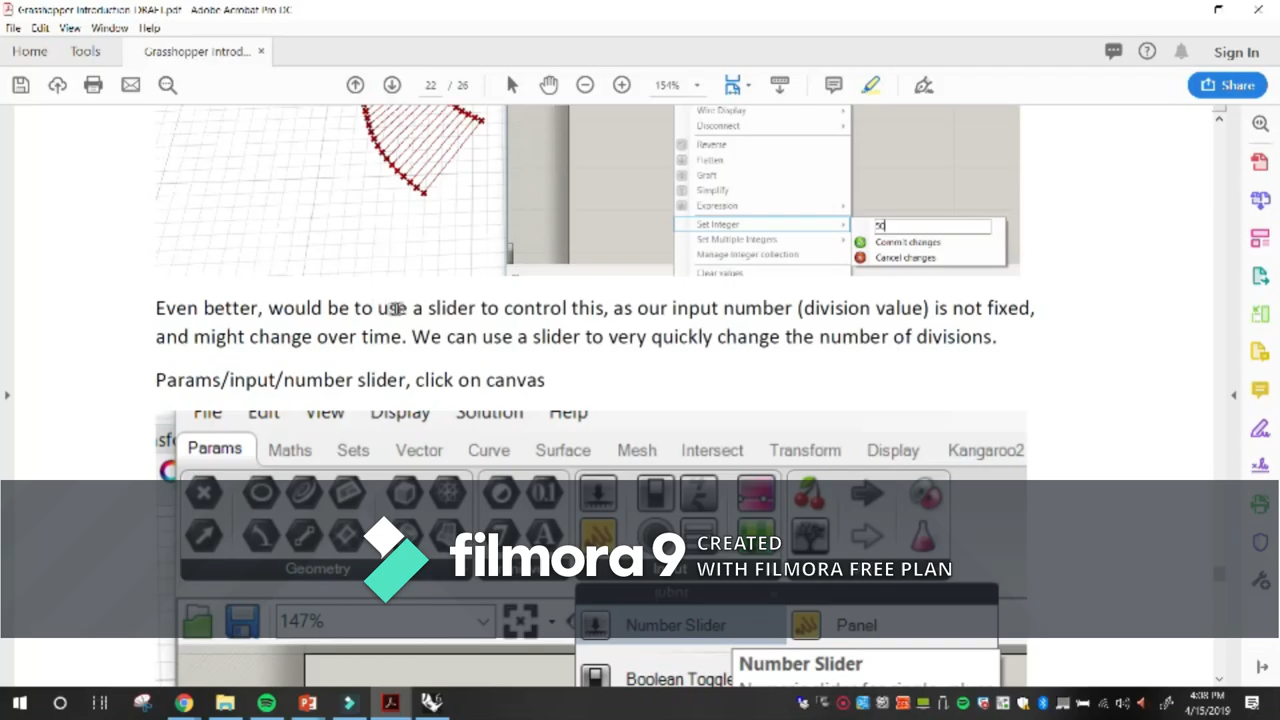 Grasshopper Introduction DRAFT.pdf - Adobe Acrobat Pro DC
File Edit View Window Help
Home Tools Grasshopper Introd... × Sign In
22 / 26 154% Share
Wire Display
Disconnect
Reverse
Flatten
Graft
Simplify
Expression
Set Integer 50
Set Multiple Integers Commit changes
Manage Integer collection Cancel changes
Clear values
Even better, would be to use a slider to control this, as our input number (division value) is not fixed,
and might change over time. We can use a slider to very quickly change the number of divisions.
Params/input/number slider, click on canvas
File Edit View Display Solution Help
Params Maths Sets Vector Curve Surface Mesh Intersect Transform Display Kangaroo2
Geometry
filmora9 CREATED
WITH FILMORA FREE PLAN
147%
Number Slider Panel
Number Slider
Boolean Toggle
4:08 PM
4/15/2019